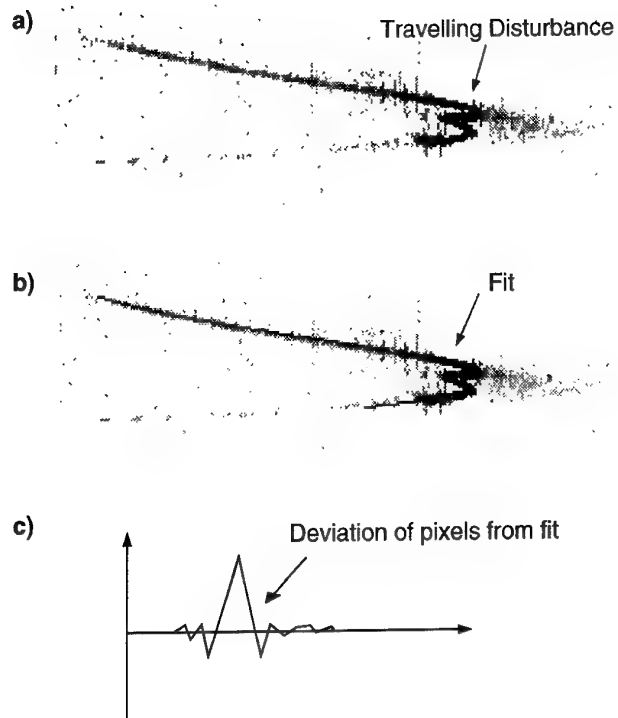 a)
Travelling Disturbance
b)
Fit
c)
Deviation of pixels from fit